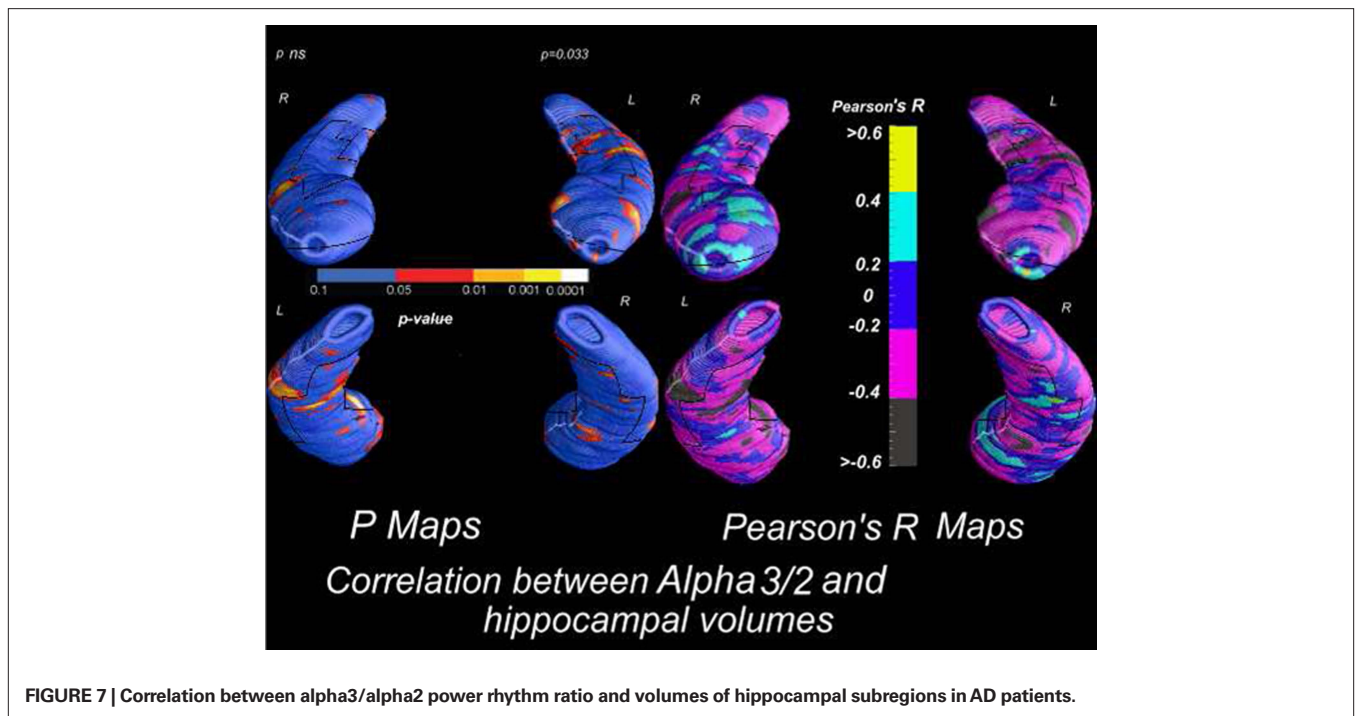 p ns
p=0.033
R
L
R
Pearson's R
L
>0.6
0.4
0.2
0
-0.2
-0.4
>-0.6
0.1
0.05
0.01
0.001
0.0001
p-value
L
R
L
R
P Maps
Pearson's R Maps
Correlation between Alpha 3/2 and
hippocampal volumes
FIGURE 7 | Correlation between alpha3/alpha2 power rhythm ratio and volumes of hippocampal subregions in AD patients.